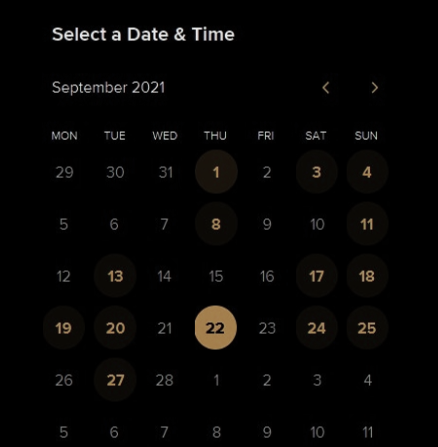 Select a Date & Time
September 2021
MON TUE WED THU FRI SAT SUN
29 30 31 1 2 3 4
5 6 7 8 9 10 11
12 13 14 15 16 17 18
19 20 21 22 23 24 25
26 27 28 1 2 3 4
5 6 7 8 9 10 11